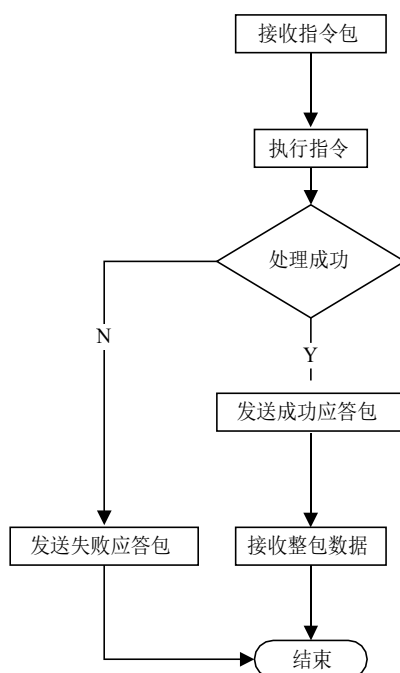 接收指令包
执行指令
处理成功
N
Y
发送成功应答包
发送失败应答包
接收整包数据
结束